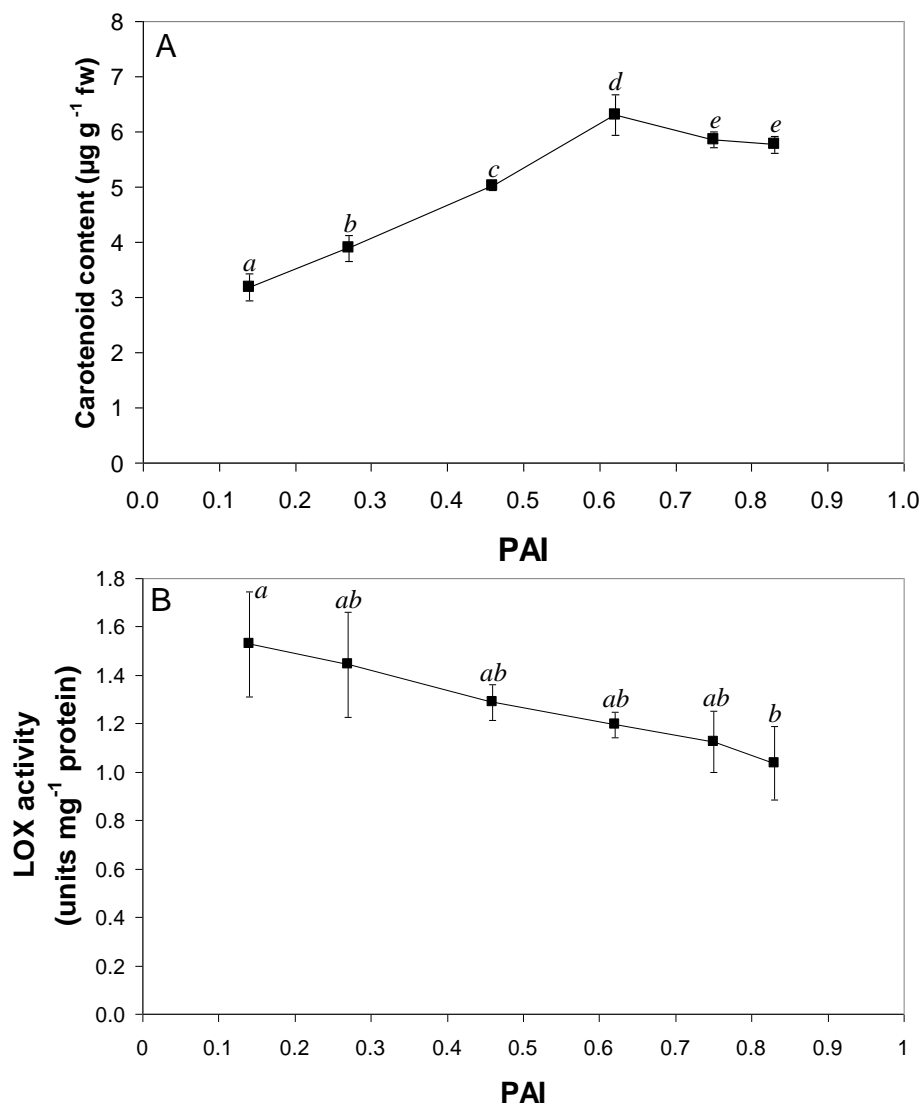 A
Carotenoid content (µg g⁻¹ fw)
8
7
6
5
4
3
2
1
0
a
b
c
d
e
e
0.0 0.1 0.2 0.3 0.4 0.5 0.6 0.7 0.8 0.9 1.0
PAI
B
LOX activity
(units mg⁻¹ protein)
1.8
1.6
1.4
1.2
1.0
0.8
0.6
0.4
0.2
0.0
a
ab
ab
ab
ab
b
0 0.1 0.2 0.3 0.4 0.5 0.6 0.7 0.8 0.9 1
PAI